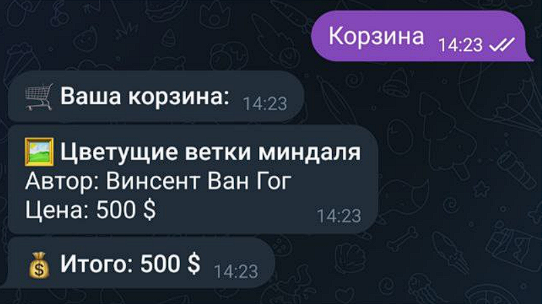 Корзина 14:23
🛒 Ваша корзина: 14:23
🖼 Цветущие ветки миндаля
Автор: Винсент Ван Гог
Цена: 500 $ 14:23
💰 Итого: 500 $ 14:23